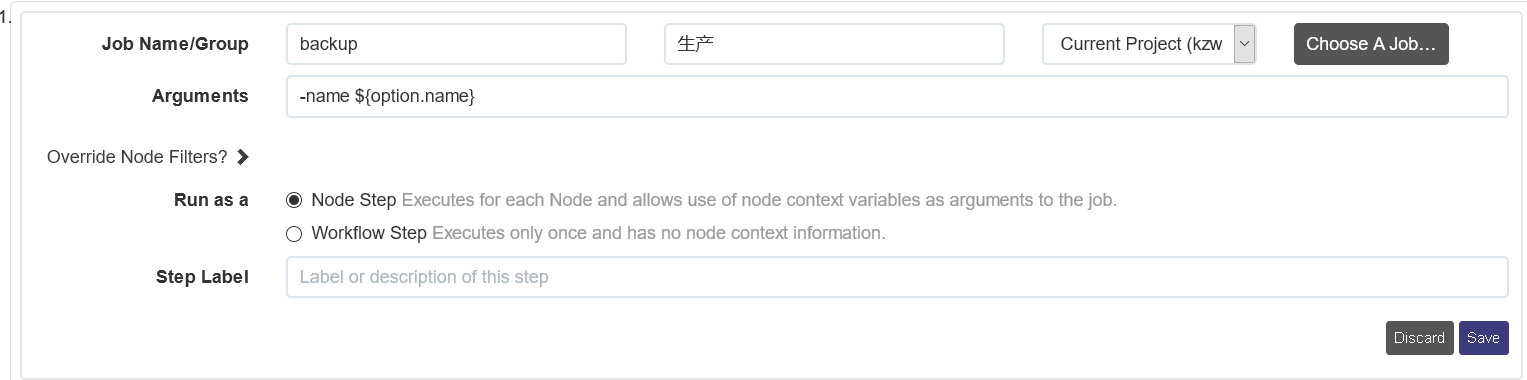 1.
Job Name/Group backup 生产 Current Project (kzw Choose A Job...
Arguments -name ${option.name}
Override Node Filters?
Run as a Node Step Executes for each Node and allows use of node context variables as arguments to the job.
Workflow Step Executes only once and has no node context information.
Step Label Label or description of this step
Discard Save